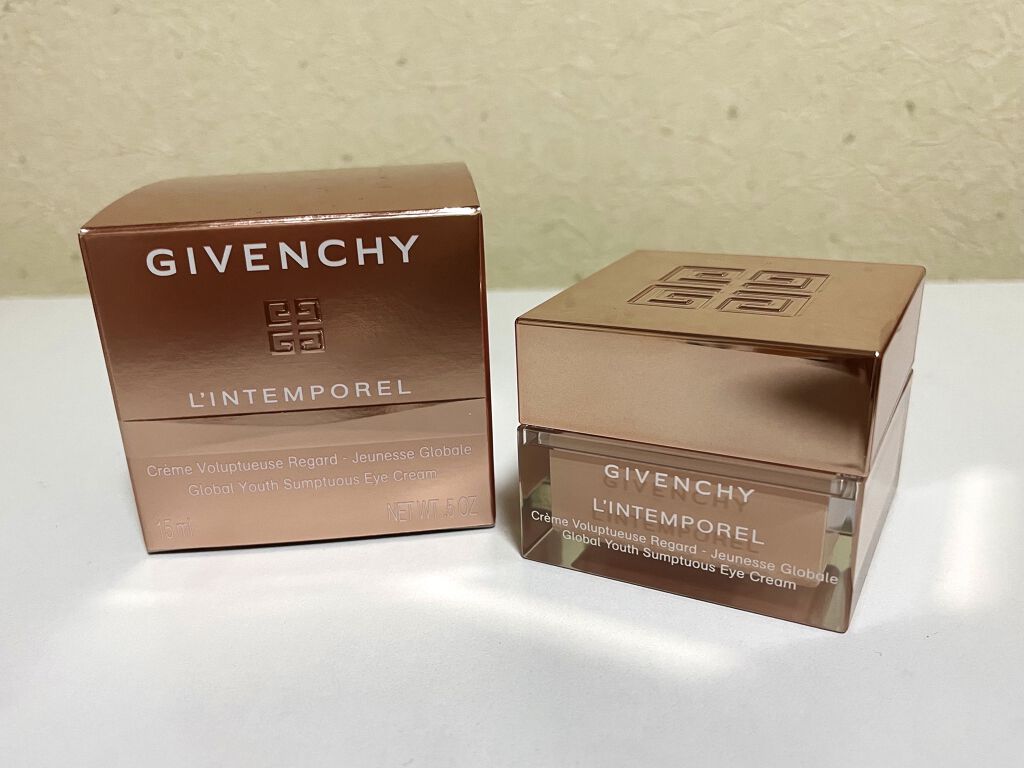 GIVENCHY
L'INTEMPOREL
Crème Voluptueuse Regard - Jeunesse Globale
Global Youth Sumptuous Eye Cream
15 ml. NET WT .5 OZ
GIVENCHY
L'INTEMPOREL
Crème Voluptueuse Regard - Jeunesse Globale
Global Youth Sumptuous Eye Cream